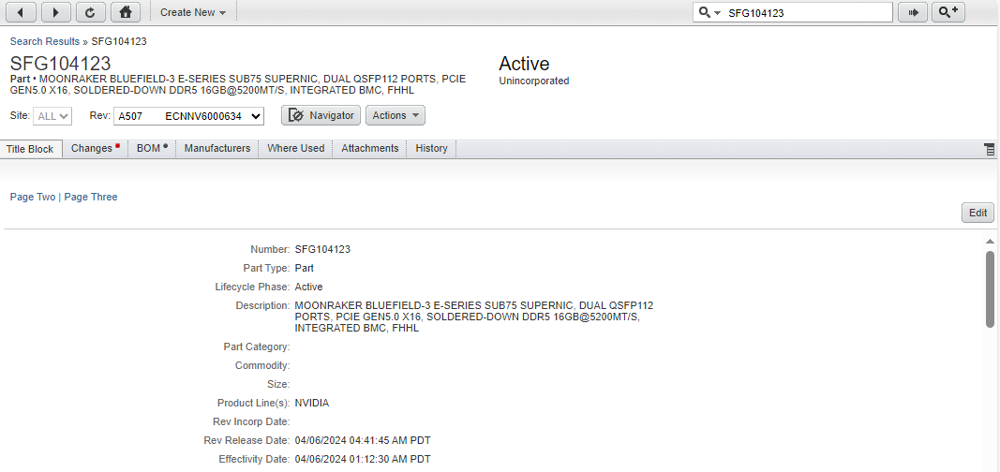 Create New
SFG104123
Search Results » SFG104123
SFG104123
Part • MOONRAKER BLUEFIELD-3 E-SERIES SUB75 SUPERNIC, DUAL QSFP112 PORTS, PCIE
GEN5.0 X16, SOLDERED-DOWN DDR5 16GB@5200MT/S, INTEGRATED BMC, FHHL
Active
Unincorporated
Site: ALL Rev: A507 ECNNV6000634 Navigator Actions
Title Block Changes BOM Manufacturers Where Used Attachments History
Page Two | Page Three
Edit
Number: SFG104123
Part Type: Part
Lifecycle Phase: Active
Description: MOONRAKER BLUEFIELD-3 E-SERIES SUB75 SUPERNIC, DUAL QSFP112
PORTS, PCIE GEN5.0 X16, SOLDERED-DOWN DDR5 16GB@5200MT/S,
INTEGRATED BMC, FHHL
Part Category:
Commodity:
Size:
Product Line(s): NVIDIA
Rev Incorp Date:
Rev Release Date: 04/06/2024 04:41:45 AM PDT
Effectivity Date: 04/06/2024 01:12:30 AM PDT